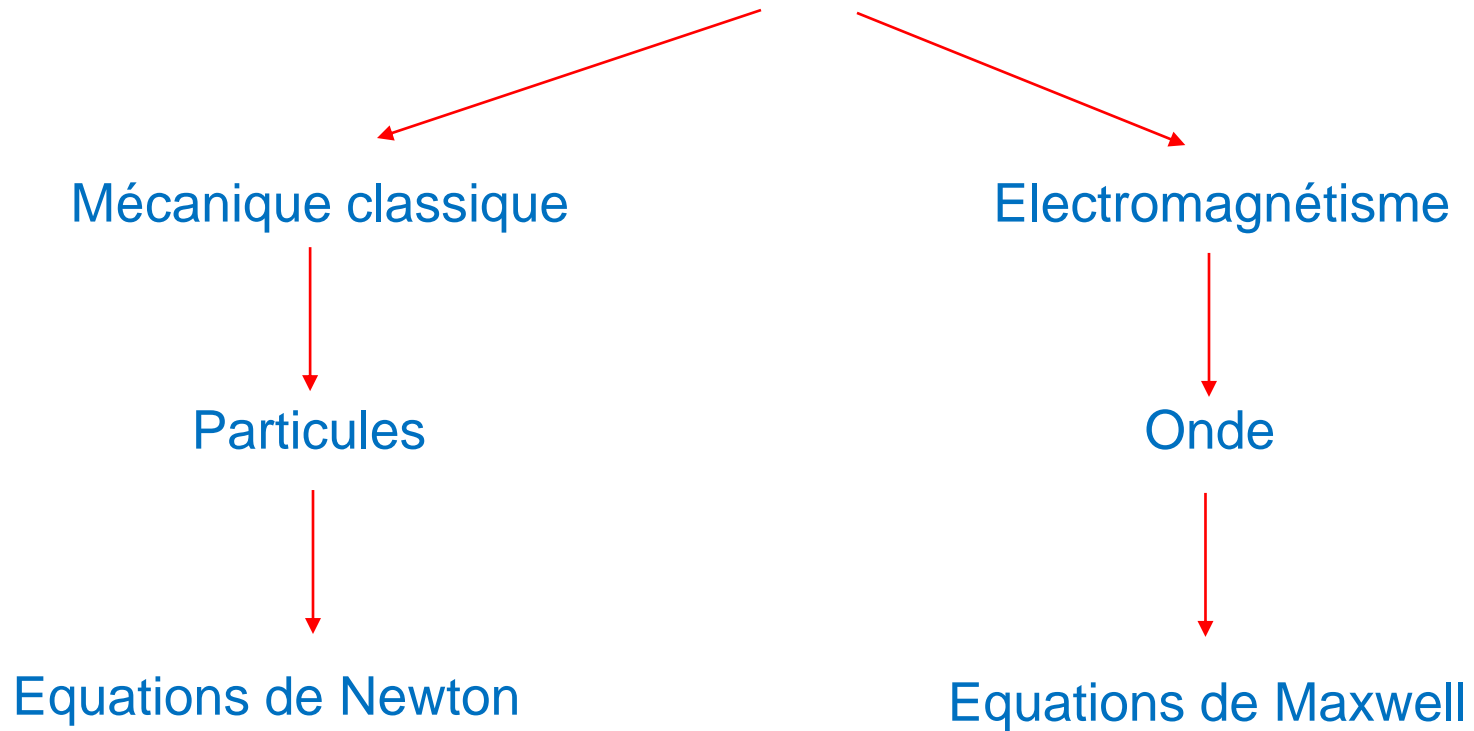 Mécanique classique
Electromagnétisme
Particules
Onde
Equations de Newton
Equations de Maxwell